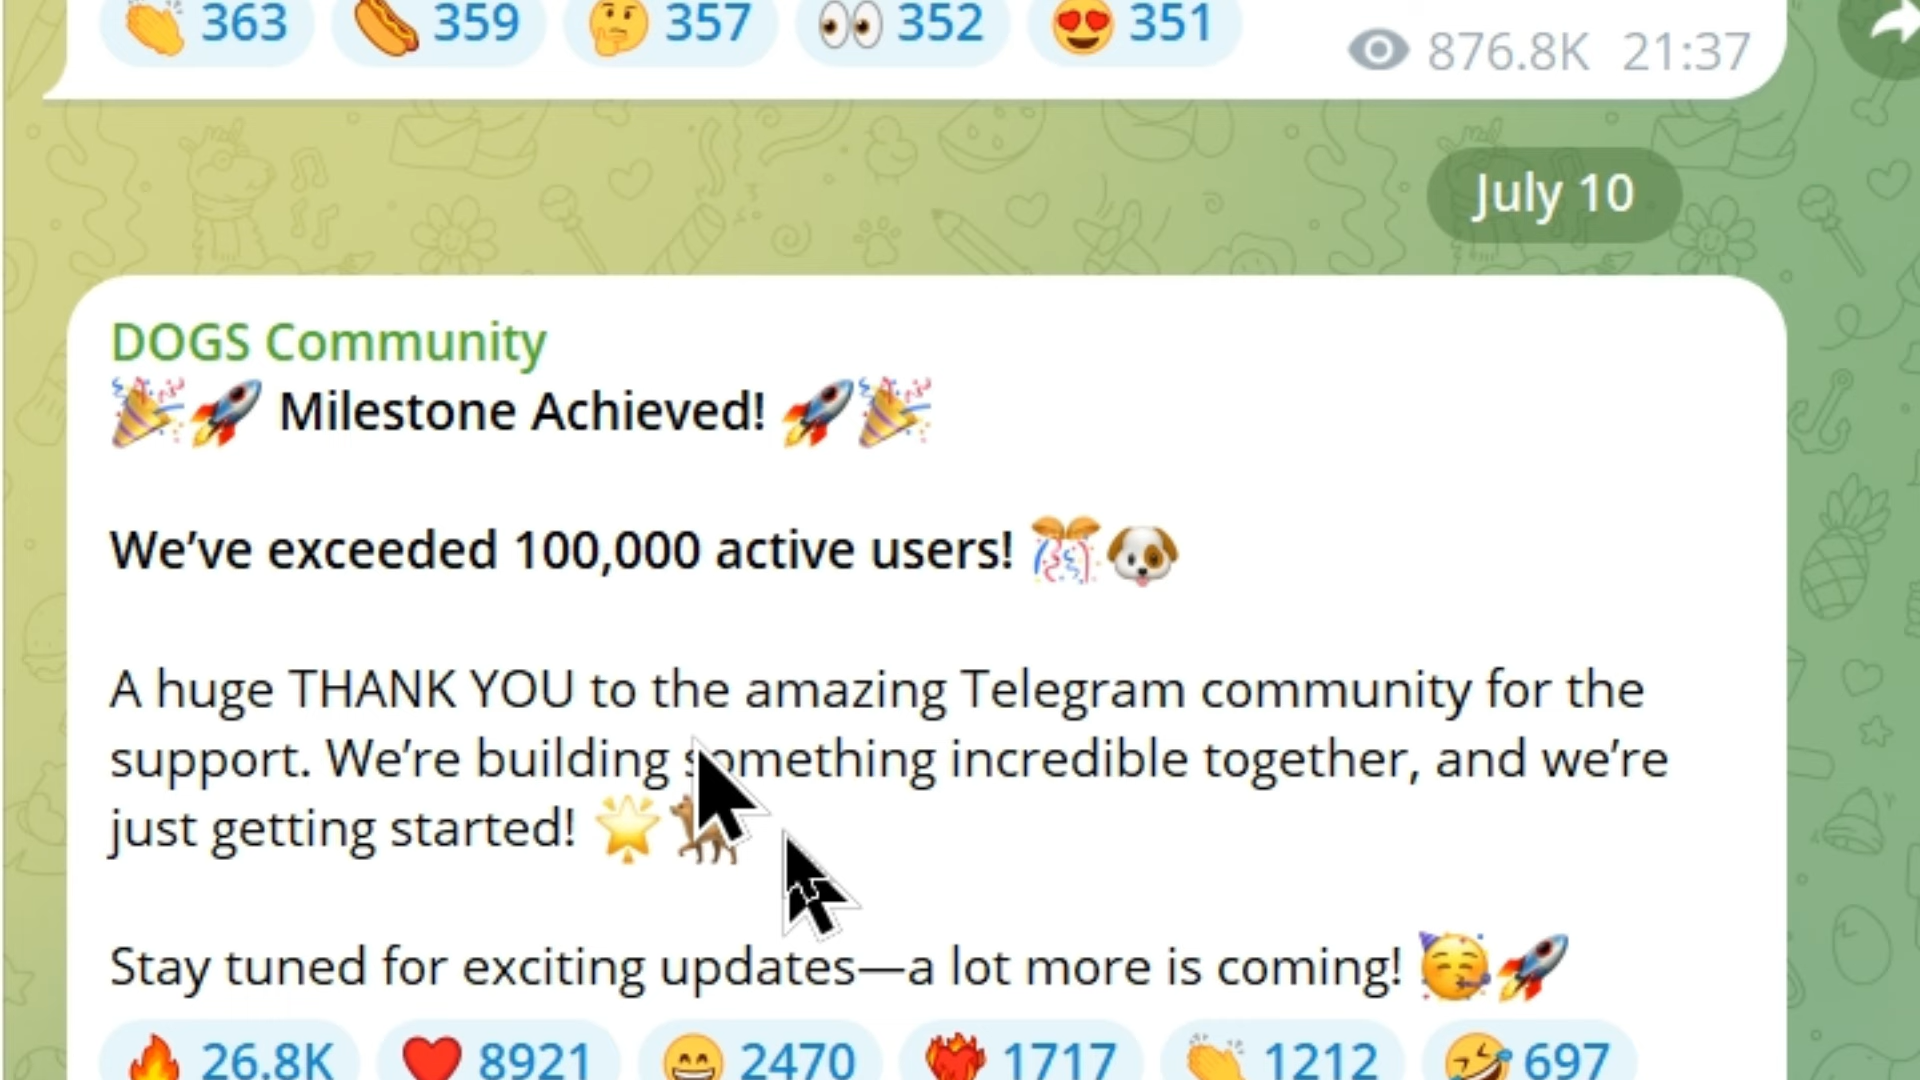 363 359 357 352 351
876.8K 21:37
July 10
DOGS Community
Milestone Achieved!
We’ve exceeded 100,000 active users!
A huge THANK YOU to the amazing Telegram community for the
support. We’re building something incredible together, and we’re
just getting started!
Stay tuned for exciting updates—a lot more is coming!
26.8K 8921 2470 1717 1212 697